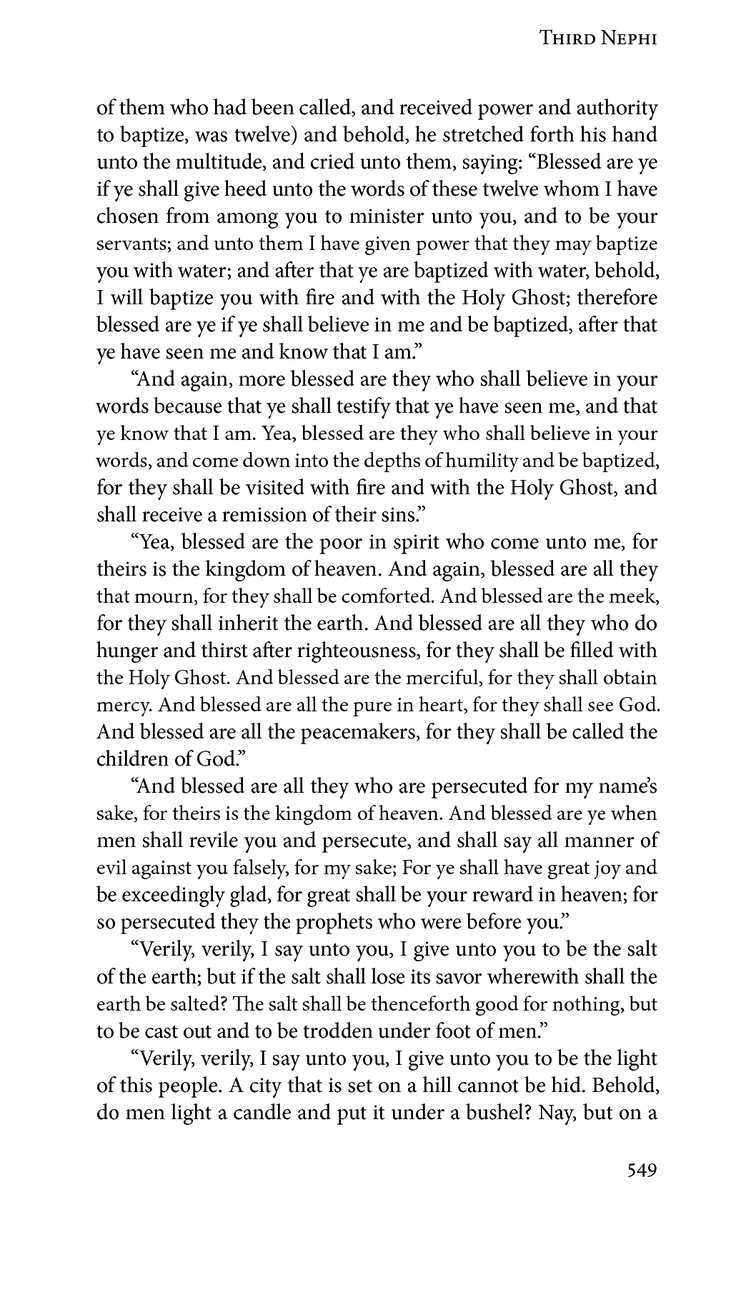 Third Nephi
of them who had been called, and received power and authority
to baptize, was twelve) and behold, he stretched forth his hand
unto the multitude, and cried unto them, saying: “Blessed are ye
if ye shall give heed unto the words of these twelve whom I have
chosen from among you to minister unto you, and to be your
servants; and unto them I have given power that they may baptize
you with water; and after that ye are baptized with water, behold,
I will baptize you with fire and with the Holy Ghost; therefore
blessed are ye if ye shall believe in me and be baptized, after that
ye have seen me and know that I am.”
“And again, more blessed are they who shall believe in your
words because that ye shall testify that ye have seen me, and that
ye know that I am. Yea, blessed are they who shall believe in your
words, and come down into the depths of humility and be baptized,
for they shall be visited with fire and with the Holy Ghost, and
shall receive a remission of their sins.”
“Yea, blessed are the poor in spirit who come unto me, for
theirs is the kingdom of heaven. And again, blessed are all they
that mourn, for they shall be comforted. And blessed are the meek,
for they shall inherit the earth. And blessed are all they who do
hunger and thirst after righteousness, for they shall be filled with
the Holy Ghost. And blessed are the merciful, for they shall obtain
mercy. And blessed are all the pure in heart, for they shall see God.
And blessed are all the peacemakers, for they shall be called the
children of God.”
“And blessed are all they who are persecuted for my name’s
sake, for theirs is the kingdom of heaven. And blessed are ye when
men shall revile you and persecute, and shall say all manner of
evil against you falsely, for my sake; For ye shall have great joy and
be exceedingly glad, for great shall be your reward in heaven; for
so persecuted they the prophets who were before you.”
“Verily, verily, I say unto you, I give unto you to be the salt
of the earth; but if the salt shall lose its savor wherewith shall the
earth be salted? The salt shall be thenceforth good for nothing, but
to be cast out and to be trodden under foot of men.”
“Verily, verily, I say unto you, I give unto you to be the light
of this people. A city that is set on a hill cannot be hid. Behold,
do men light a candle and put it under a bushel? Nay, but on a
549